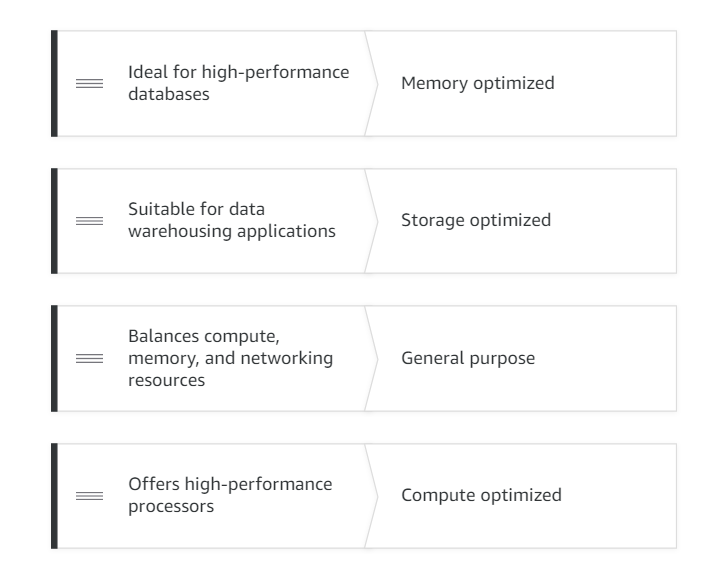 Ideal for high-performance
databases
Memory optimized
Suitable for data
warehousing applications
Storage optimized
Balances compute,
memory, and networking
resources
General purpose
Offers high-performance
processors
Compute optimized